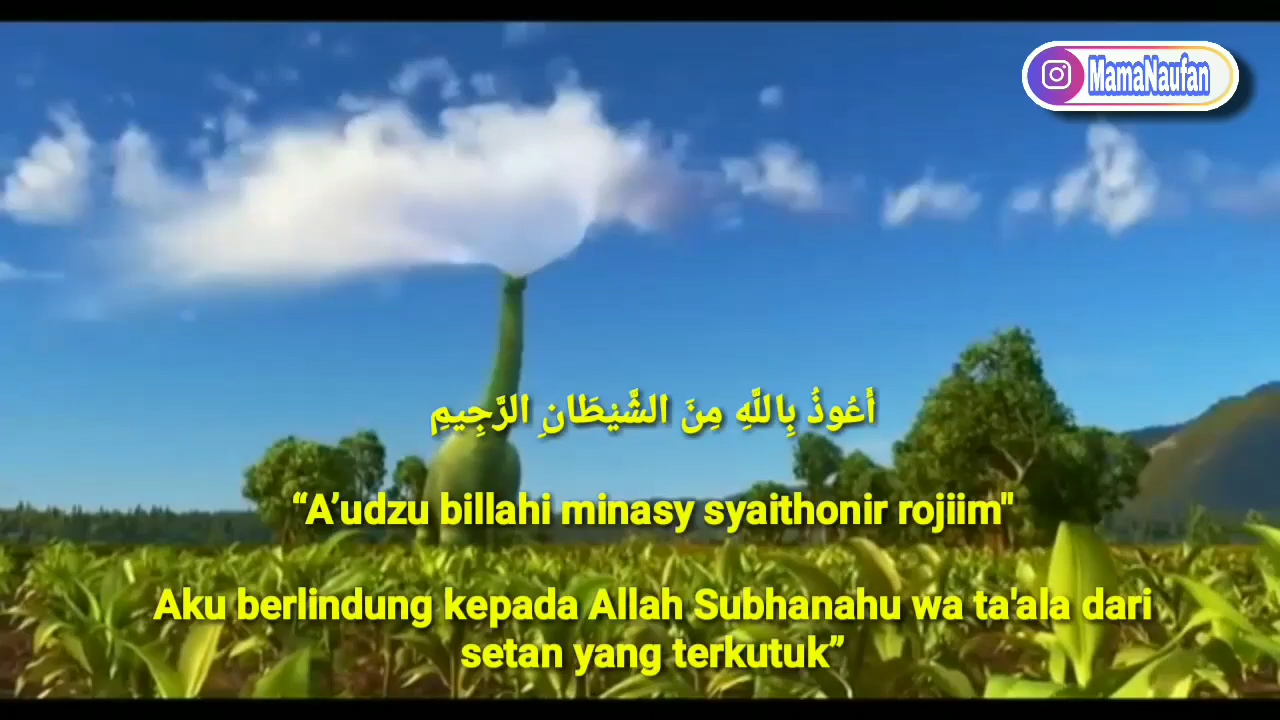 MamaNaufan
أَعُوذُ بِاللَّهِ مِنَ الشَّيْطَانِ الرَّجِيمِ
“A’udzu billahi minasy syaithonir rojiim"
Aku berlindung kepada Allah Subhanahu wa ta'ala dari
setan yang terkutuk”